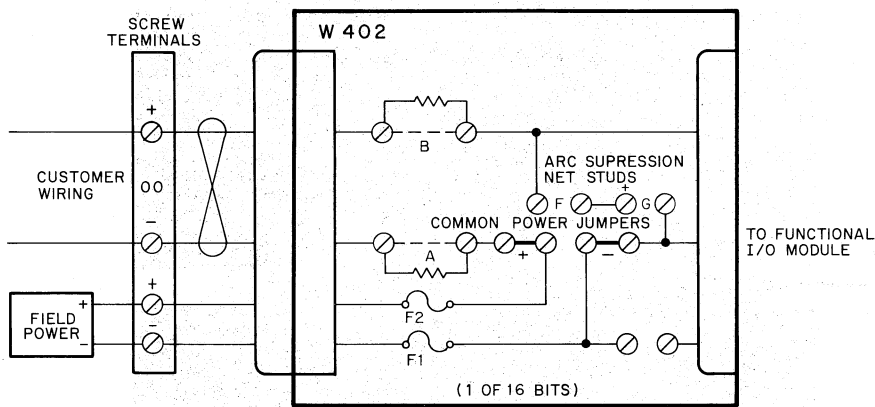 SCREW
TERMINALS
W 402
+
B
CUSTOMER
WIRING
00
ARC SUPRESSION
NET STUDS
F
+
G
-
COMMON POWER JUMPERS
A
+
-
TO FUNCTIONAL
I/O MODULE
+
+
F2
FIELD
POWER
-
-
F1
(1 OF 16 BITS)